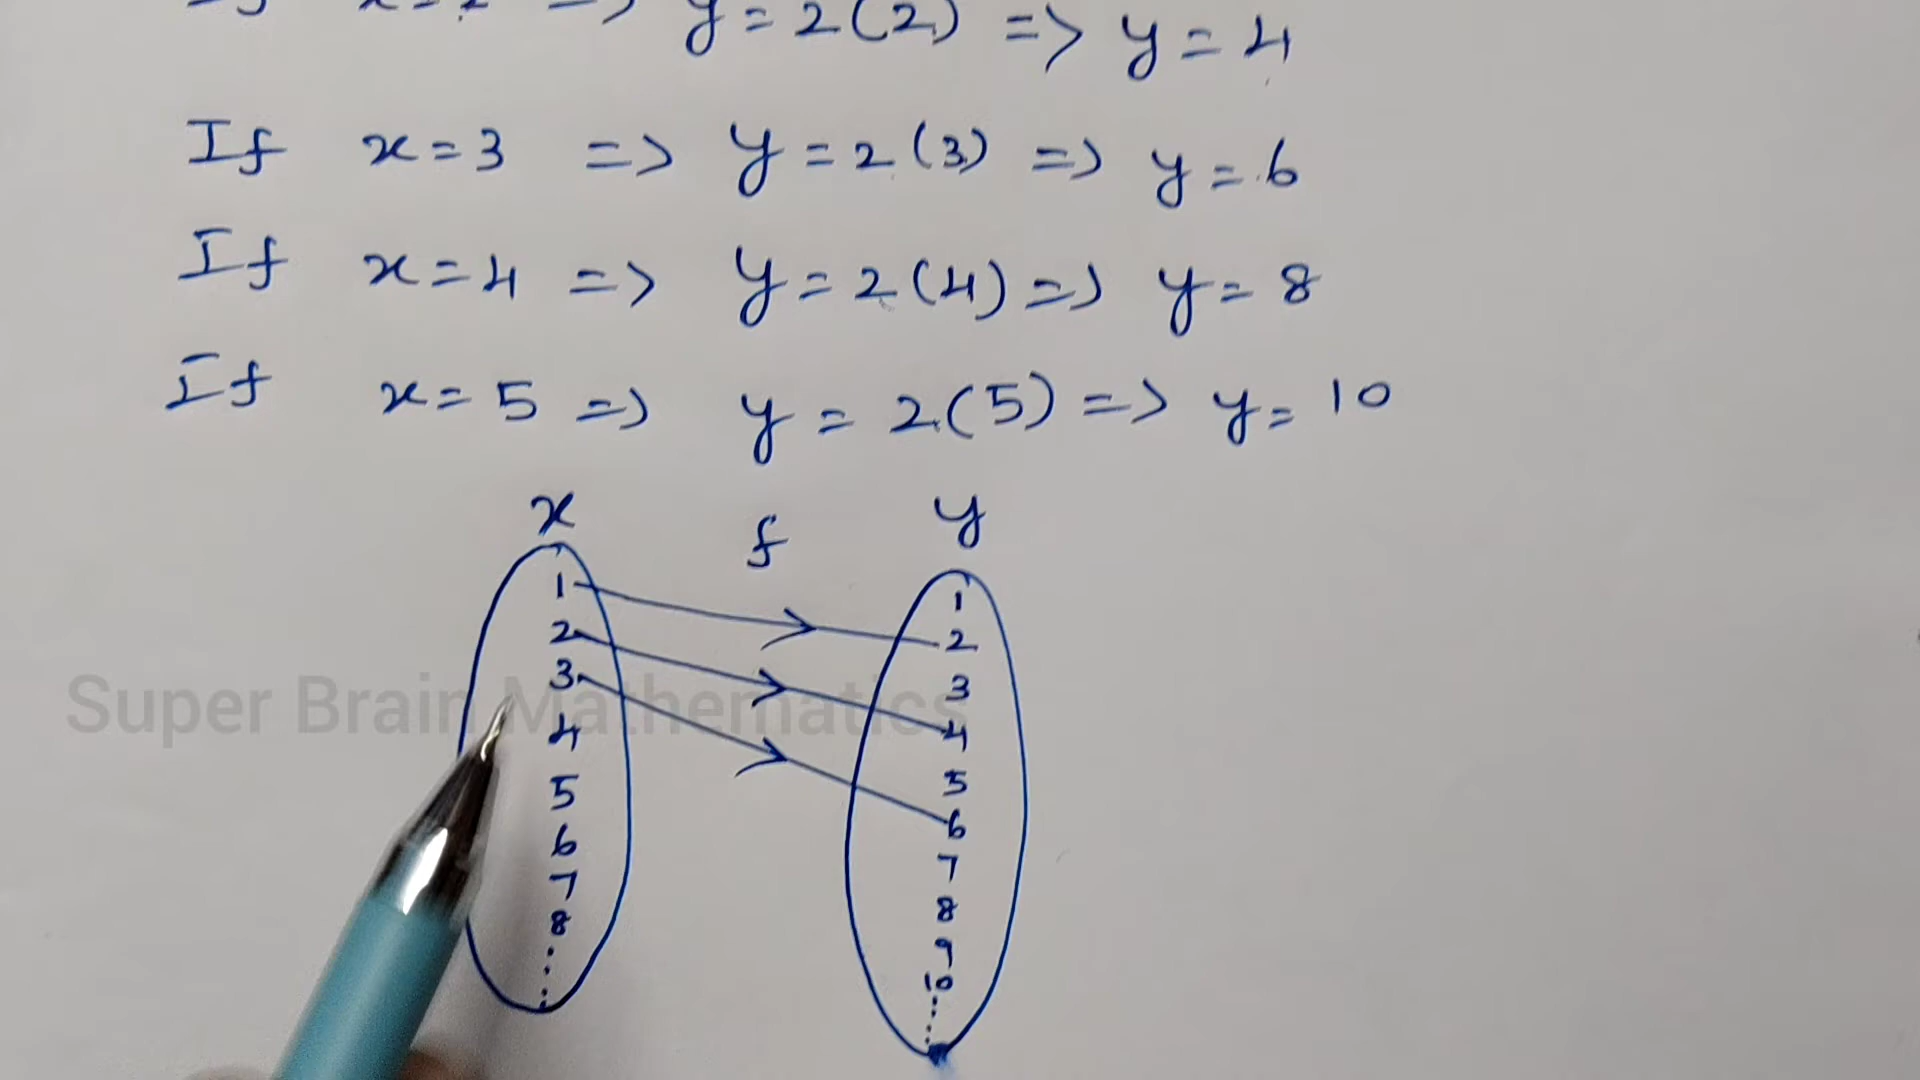 If x=2 => y=2(2) => y=4
If x=3 => y=2(3) => y=6
If x=4 => y=2(4) => y=8
If x=5 => y=2(5) => y=10
x f y
1 1
2 2
3 3
Super Brain Mathematics
4 4
5 5
6 6
7 7
8 8
9
10